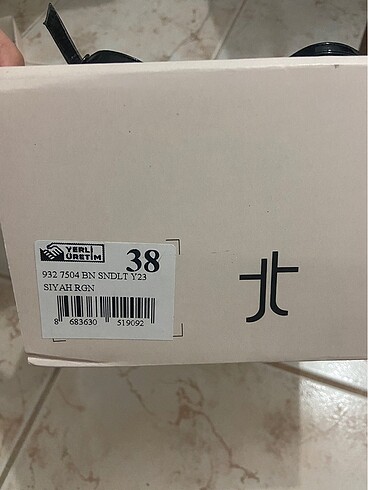 YERLİ
ÜRETİM
38
932 7504 BN SNDLT Y23
SIYAH RGN
8 683630 519092